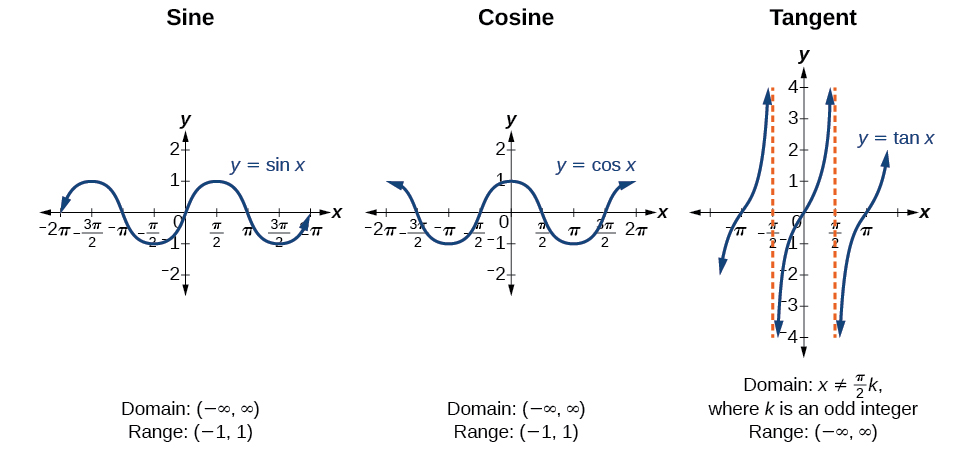 Sine
y
2
y = sin x
1
x
−2π −3π/2 −π −π/2 0 π/2 π 3π/2 2π
−1
−2
Domain: (−∞, ∞)
Range: (−1, 1)
Cosine
y
2
y = cos x
1
x
−2π −3π/2 −π −π/2 0 π/2 π 3π/2 2π
−1
−2
Domain: (−∞, ∞)
Range: (−1, 1)
Tangent
y
4
3
2
y = tan x
1
x
−π −π/2 0 π/2 π
−1
−2
−3
−4
Domain: x ≠ π/2 k,
where k is an odd integer
Range: (−∞, ∞)